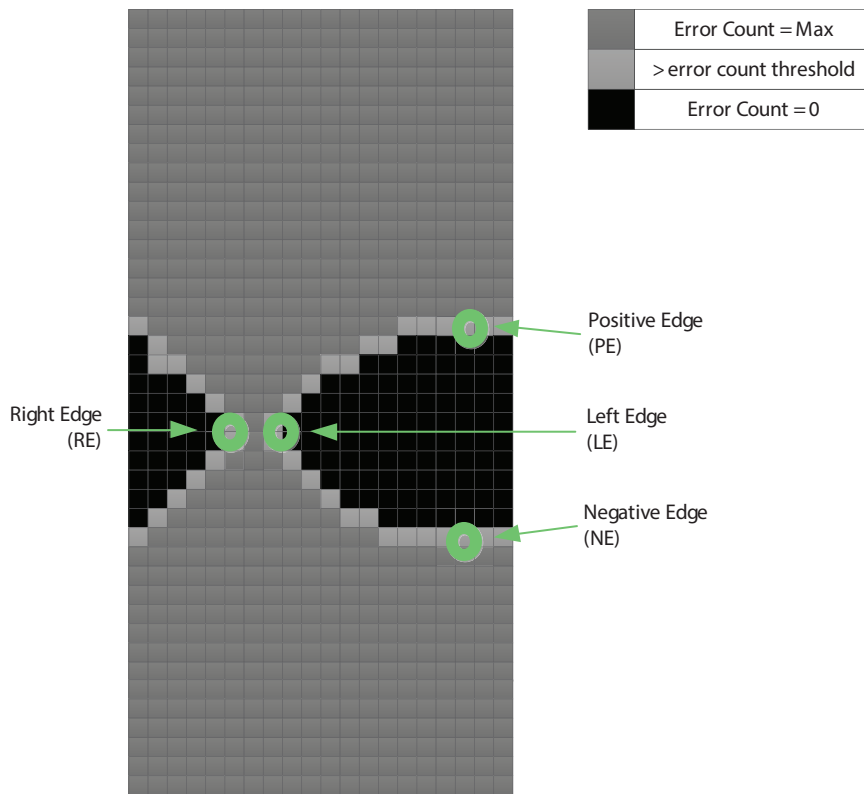 Error Count = Max
> error count threshold
Error Count = 0
Positive Edge
(PE)
Right Edge
(RE)
Left Edge
(LE)
Negative Edge
(NE)